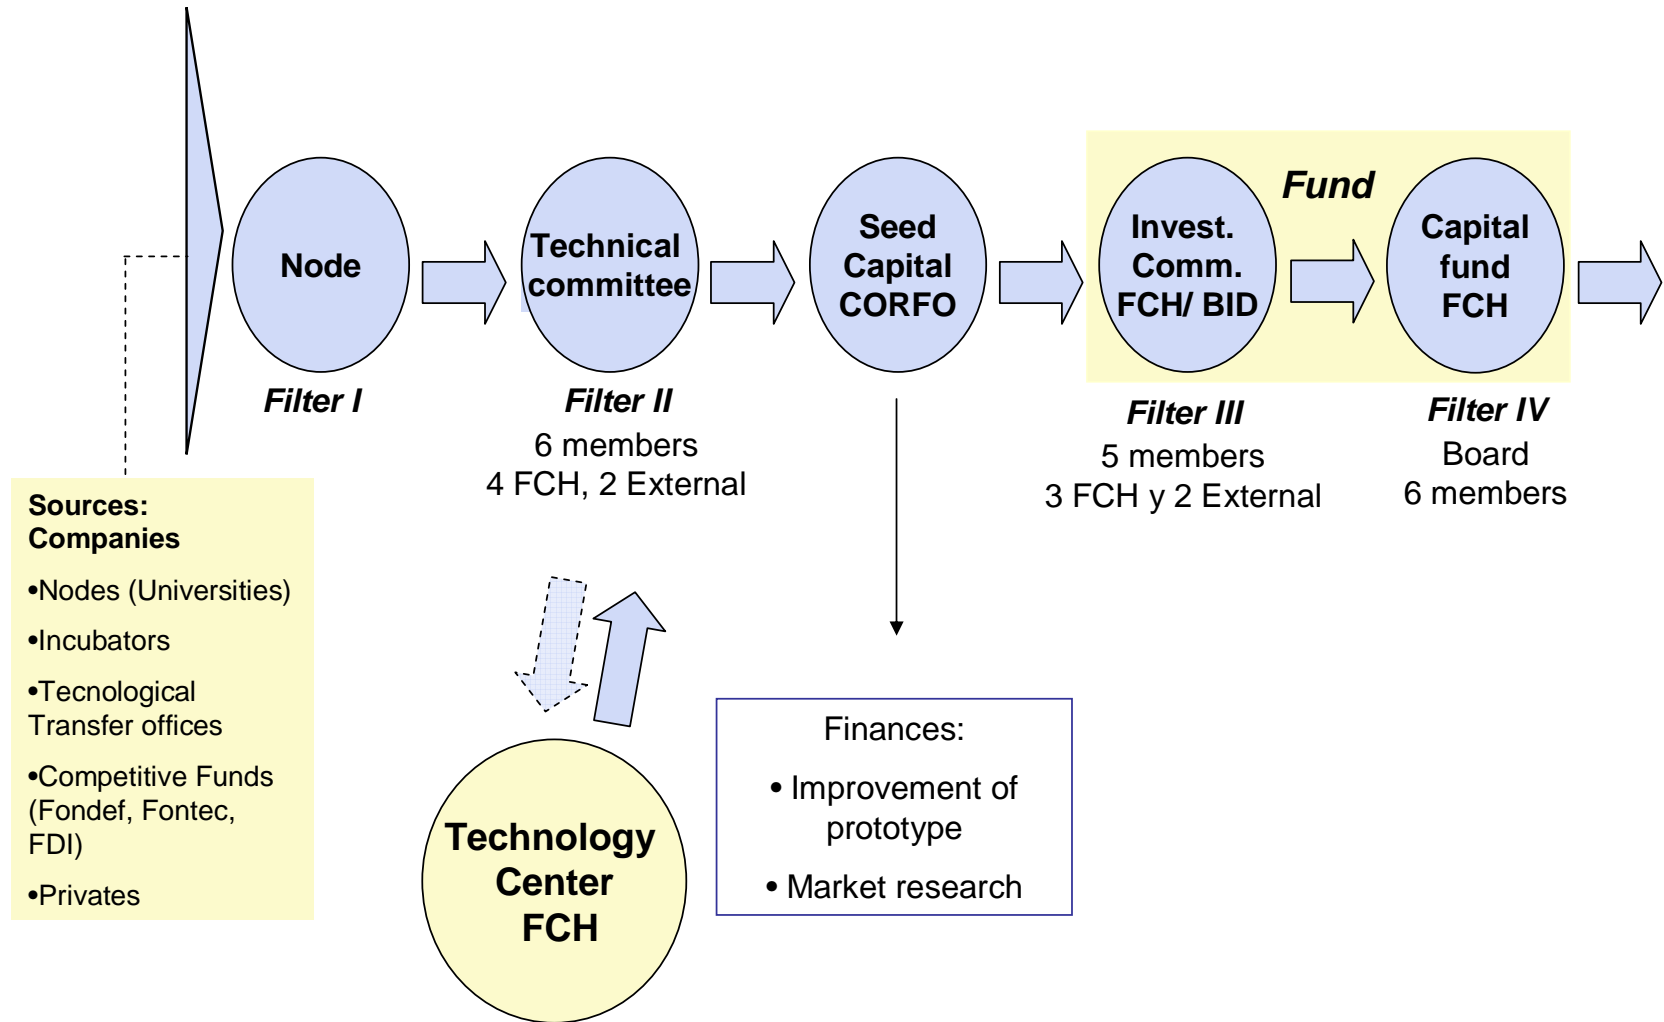 Node
Filter I
Technical
committee
Filter II
6 members
4 FCH, 2 External
Seed
Capital
CORFO
Fund
Invest.
Comm.
FCH/ BID
Filter III
5 members
3 FCH y 2 External
Capital
fund
FCH
Filter IV
Board
6 members
Sources:
Companies
•Nodes (Universities)
•Incubators
•Tecnological
Transfer offices
•Competitive Funds
(Fondef, Fontec,
FDI)
•Privates
Technology
Center
FCH
Finances:
• Improvement of
prototype
• Market research